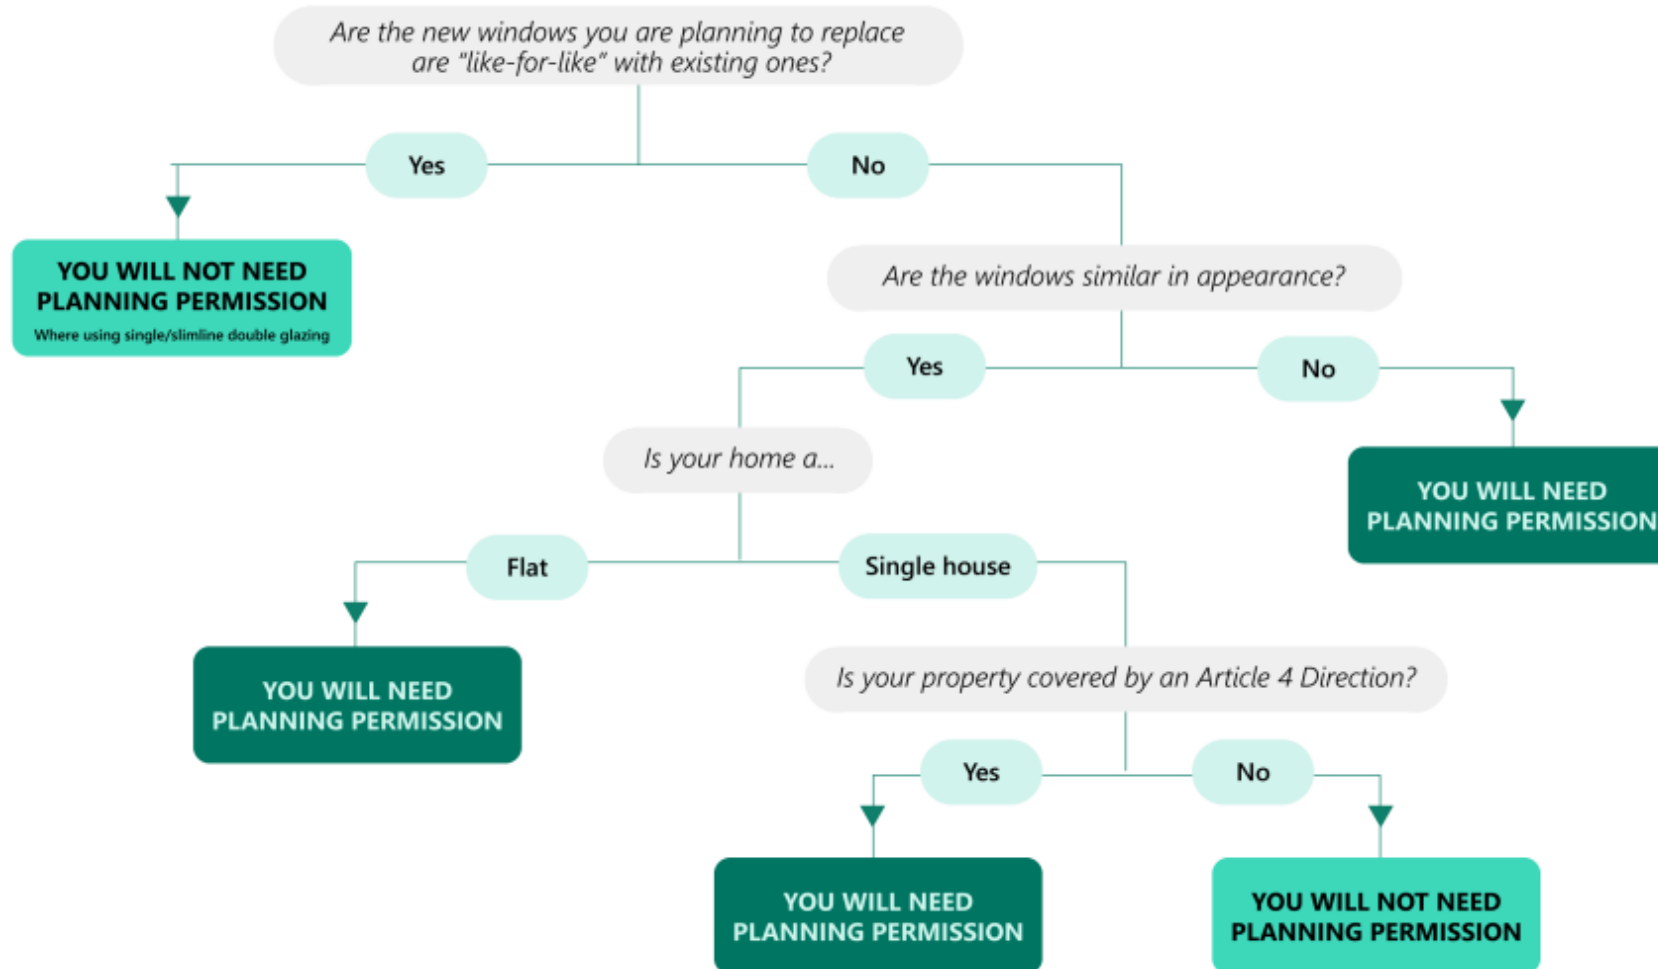 Are the new windows you are planning to replace
are "like-for-like" with existing ones?
Yes
No
YOU WILL NOT NEED
PLANNING PERMISSION
Where using single/slimline double glazing
Are the windows similar in appearance?
Yes
No
Is your home a...
YOU WILL NEED
PLANNING PERMISSION
Flat
Single house
YOU WILL NEED
PLANNING PERMISSION
Is your property covered by an Article 4 Direction?
Yes
No
YOU WILL NEED
PLANNING PERMISSION
YOU WILL NOT NEED
PLANNING PERMISSION